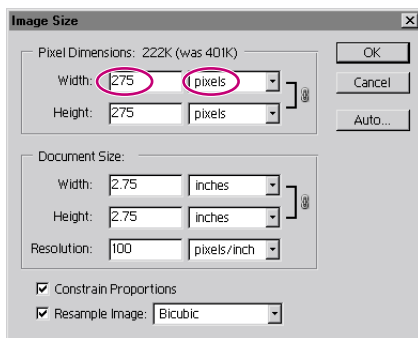 Image Size
Pixel Dimensions: 222K (was 401K)
Width: 275 pixels
Height: 275 pixels
Document Size:
Width: 2.75 inches
Height: 2.75 inches
Resolution: 100 pixels/inch
Constrain Proportions
Resample Image: Bicubic
OK
Cancel
Auto...